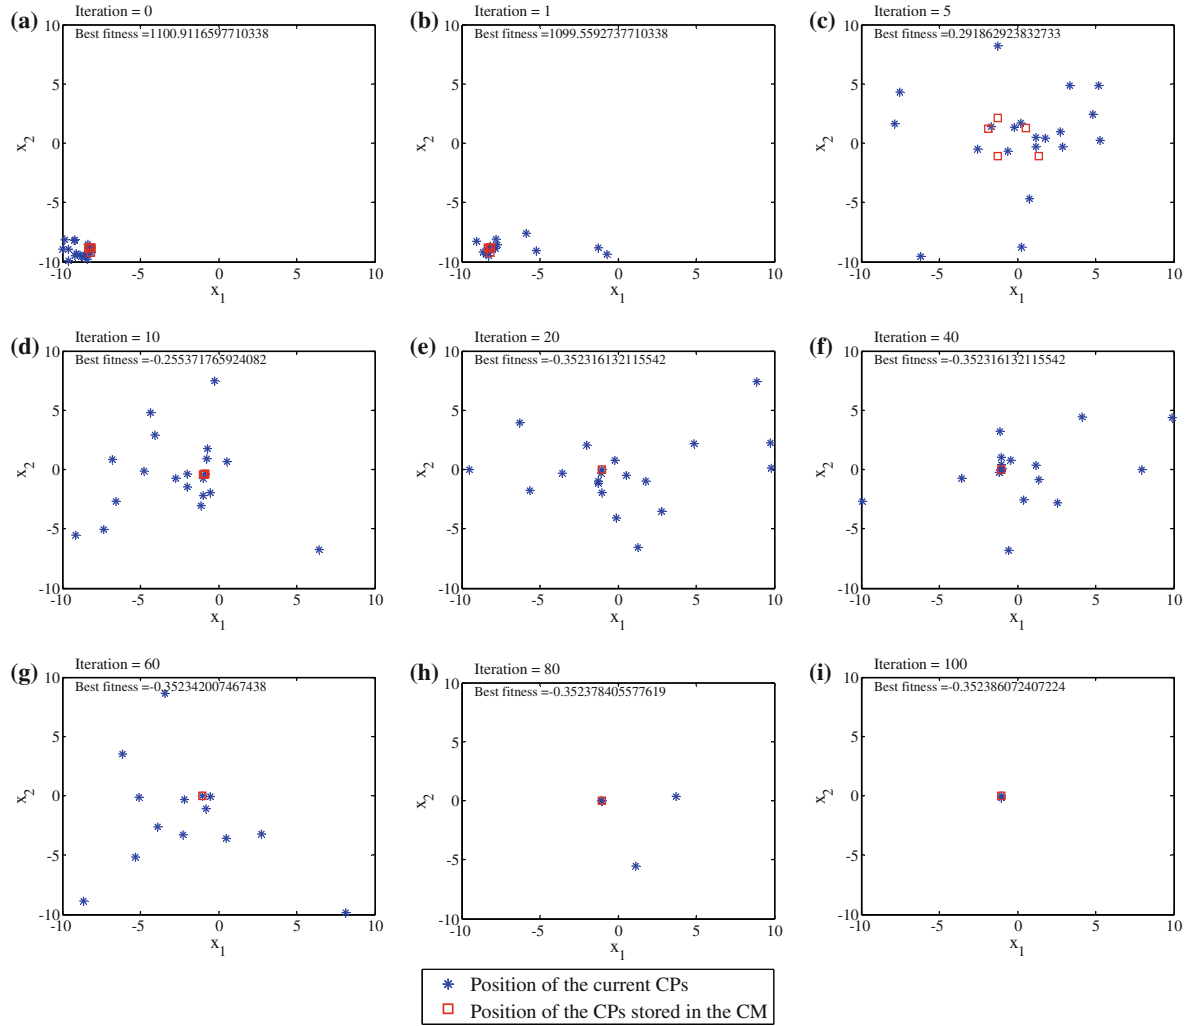 (a) Iteration = 0
Best fitness =1100.9116597710338
10
5
0
-5
-10
x2
-10 -5 0 5 10
x1
(b) Iteration = 1
Best fitness =1099.5592737710338
10
5
0
-5
-10
x2
-10 -5 0 5 10
x1
(c) Iteration = 5
Best fitness =0.291862923832733
10
5
0
-5
-10
x2
-10 -5 0 5 10
x1
(d) Iteration = 10
Best fitness =-0.255371765924082
10
5
0
-5
-10
x2
-10 -5 0 5 10
x1
(e) Iteration = 20
Best fitness =-0.352316132115542
10
5
0
-5
-10
x2
-10 -5 0 5 10
x1
(f) Iteration = 40
Best fitness =-0.352316132115542
10
5
0
-5
-10
x2
-10 -5 0 5 10
x1
(g) Iteration = 60
Best fitness =-0.352342007467438
10
5
0
-5
-10
x2
-10 -5 0 5 10
x1
(h) Iteration = 80
Best fitness =-0.352378405577619
10
5
0
-5
-10
x2
-10 -5 0 5 10
x1
(i) Iteration = 100
Best fitness =-0.352386072407224
10
5
0
-5
-10
x2
-10 -5 0 5 10
x1
Position of the current CPs
Position of the CPs stored in the CM